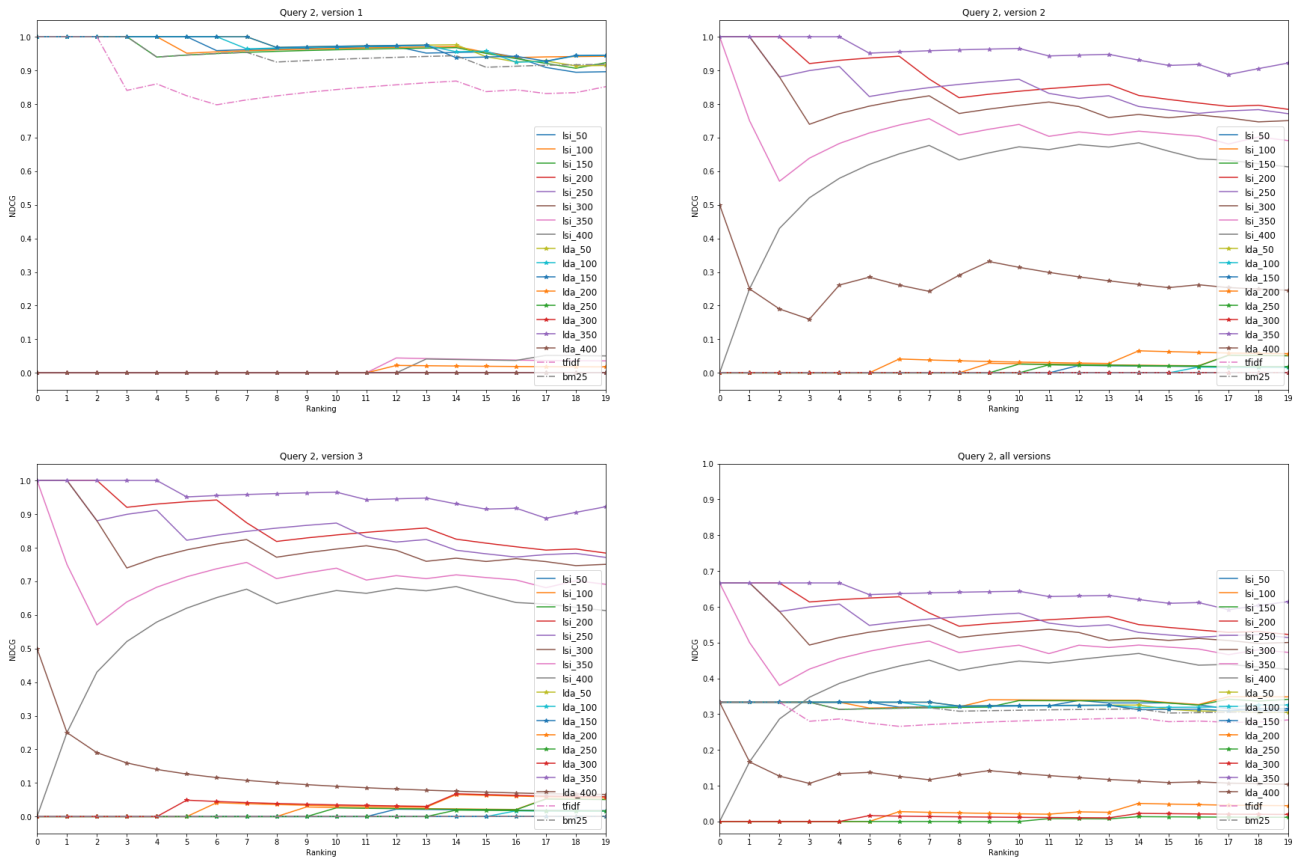 Query 2, version 1
NDCG
1.0
0.9
0.8
0.7
0.6
0.5
0.4
0.3
0.2
0.1
0.0
lsi_50
lsi_100
lsi_150
lsi_200
lsi_250
lsi_300
lsi_350
lsi_400
lda_50
lda_100
lda_150
lda_200
lda_250
lda_300
lda_350
lda_400
tfidf
bm25
0 1 2 3 4 5 6 7 8 9 10 11 12 13 14 15 16 17 18 19
Ranking
Query 2, version 2
NDCG
1.0
0.9
0.8
0.7
0.6
0.5
0.4
0.3
0.2
0.1
0.0
lsi_50
lsi_100
lsi_150
lsi_200
lsi_250
lsi_300
lsi_350
lsi_400
lda_50
lda_100
lda_150
lda_200
lda_250
lda_300
lda_350
lda_400
tfidf
bm25
0 1 2 3 4 5 6 7 8 9 10 11 12 13 14 15 16 17 18 19
Ranking
Query 2, version 3
NDCG
1.0
0.9
0.8
0.7
0.6
0.5
0.4
0.3
0.2
0.1
0.0
lsi_50
lsi_100
lsi_150
lsi_200
lsi_250
lsi_300
lsi_350
lsi_400
lda_50
lda_100
lda_150
lda_200
lda_250
lda_300
lda_350
lda_400
tfidf
bm25
0 1 2 3 4 5 6 7 8 9 10 11 12 13 14 15 16 17 18 19
Ranking
Query 2, all versions
NDCG
1.0
0.9
0.8
0.7
0.6
0.5
0.4
0.3
0.2
0.1
0.0
lsi_50
lsi_100
lsi_150
lsi_200
lsi_250
lsi_300
lsi_350
lsi_400
lda_50
lda_100
lda_150
lda_200
lda_250
lda_300
lda_350
lda_400
tfidf
bm25
0 1 2 3 4 5 6 7 8 9 10 11 12 13 14 15 16 17 18 19
Ranking